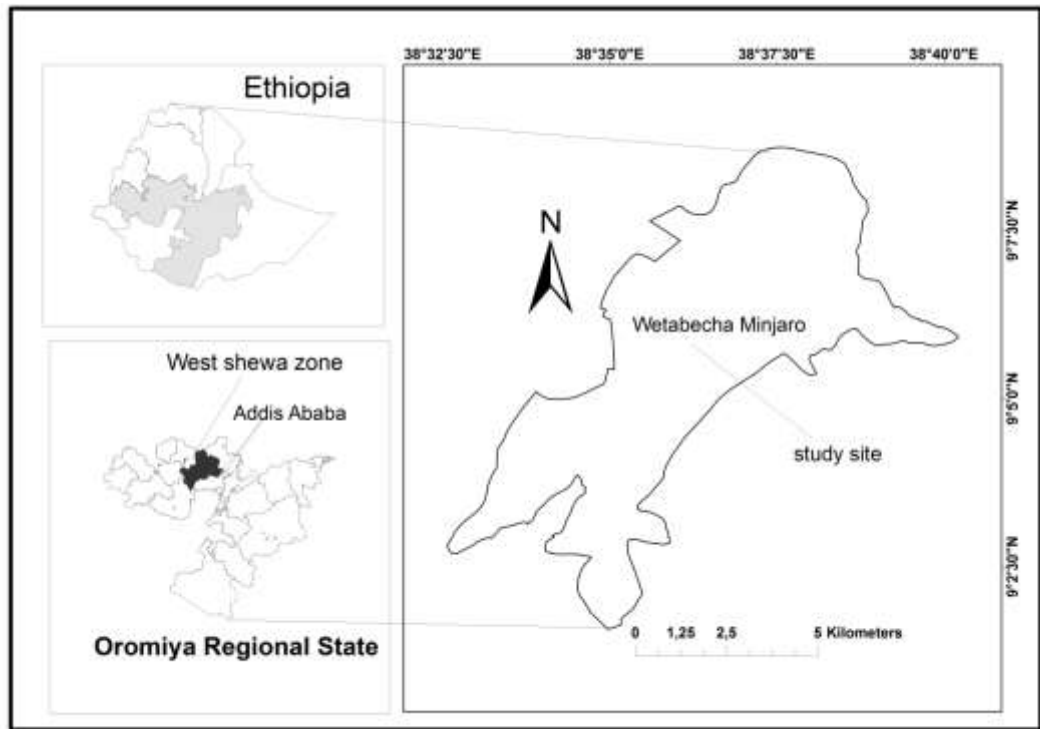 Ethiopia
West shewa zone
Addis Ababa
Oromiya Regional State
38°32'30"E 38°35'0"E 38°37'30"E 38°40'0"E
N
Wetabecha Minjaro
study site
9°7'30"N
9°5'0"N
9°2'30"N
0 1,25 2,5 5 Kilometers